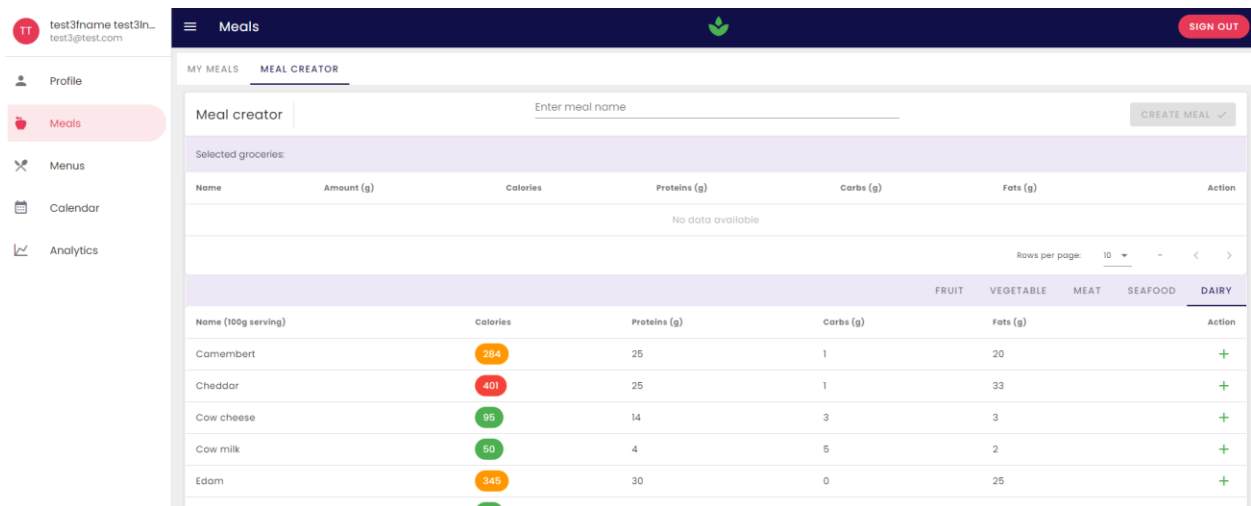 TT test3fname test3ln...
test3@test.com
Profile
Meals
Menus
Calendar
Analytics
Meals SIGN OUT
MY MEALS MEAL CREATOR
Meal creator Enter meal name CREATE MEAL
Selected groceries:
Name Amount (g) Calories Proteins (g) Carbs (g) Fats (g) Action
No data available
Rows per page: 10 –
FRUIT VEGETABLE MEAT SEAFOOD DAIRY
Name (100g serving) Calories Proteins (g) Carbs (g) Fats (g) Action
Camembert 284 25 1 20 +
Cheddar 401 25 1 33 +
Cow cheese 95 14 3 3 +
Cow milk 50 4 5 2 +
Edam 345 30 0 25 +